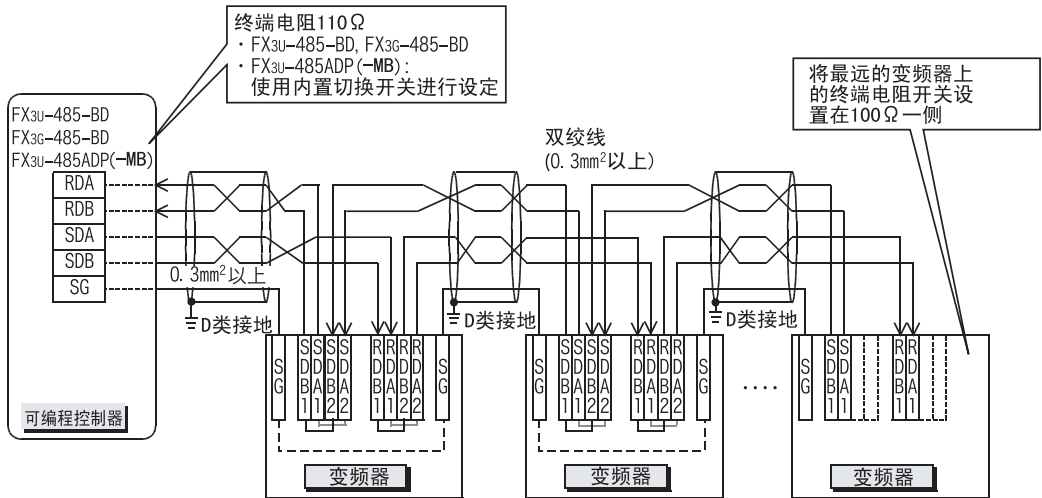 终端电阻110Ω
・FX3U-485-BD, FX3G-485-BD
・FX3U-485ADP(-MB):
使用内置切换开关进行设定
将最远的变频器上
的终端电阻开关设
置在100Ω一侧
FX3U-485-BD
FX3G-485-BD
FX3U-485ADP(-MB)
双绞线
(0.3mm²以上)
RDA
RDB
SDA
SDB
SG
0.3mm²以上
D类接地
D类接地
D类接地
SG
SDB1
SDA1
SDB2
SDA2
RDB1
RDA1
RDB2
RDA2
SG
SG
SDB1
SDA1
SDB2
SDA2
RDB1
RDA1
RDB2
RDA2
SG
....
SG
SDB1
SDA1
RDB1
RDA1
可编程控制器
变频器
变频器
变频器